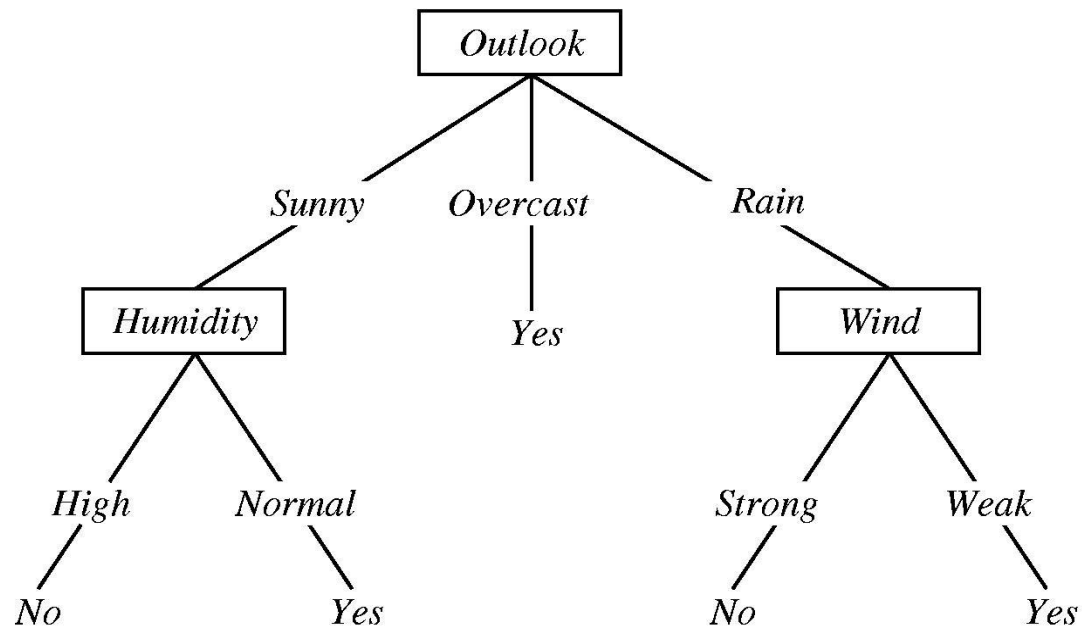 Outlook
Sunny Overcast Rain
Humidity Yes Wind
High Normal Strong Weak
No Yes No Yes